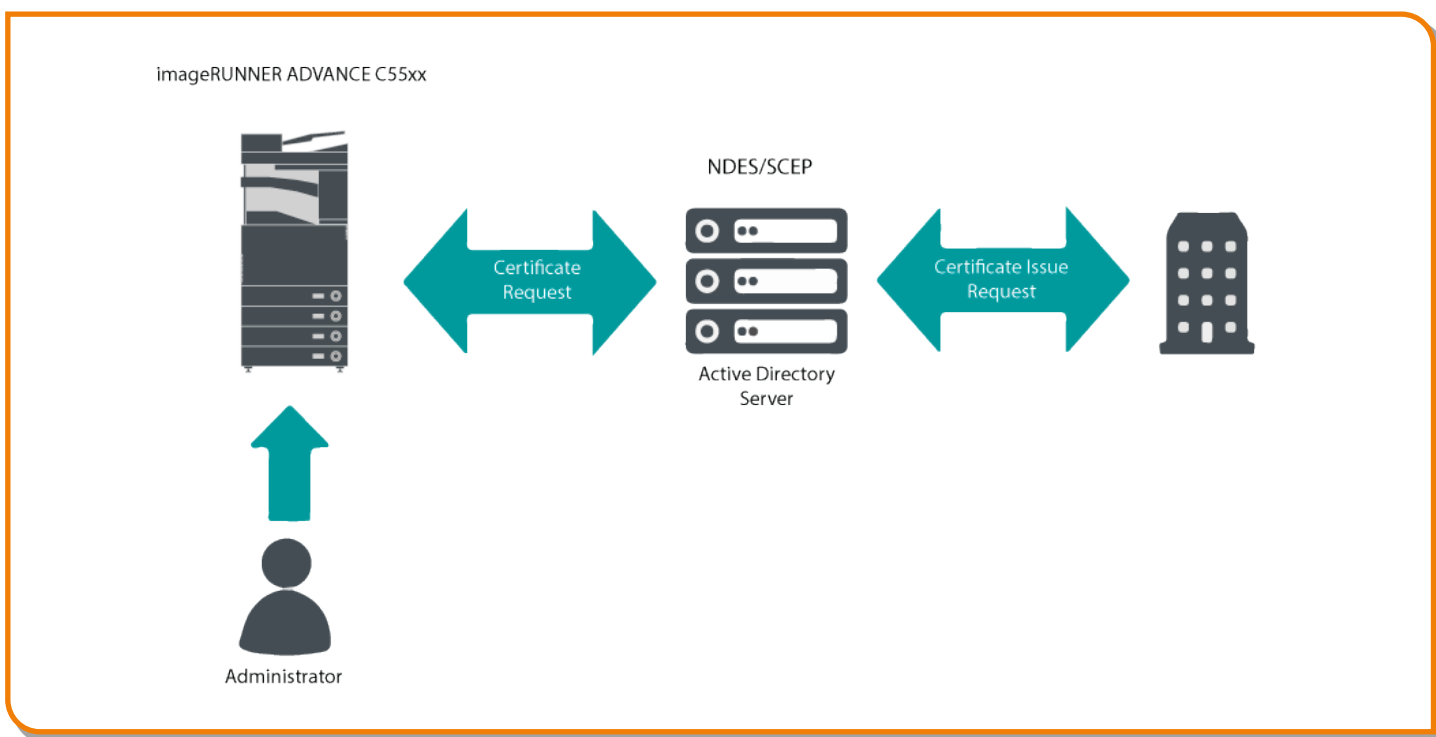 imageRUNNER ADVANCE C55xx
NDES/SCEP
Certificate
Request
Certificate Issue
Request
Active Directory
Server
Administrator